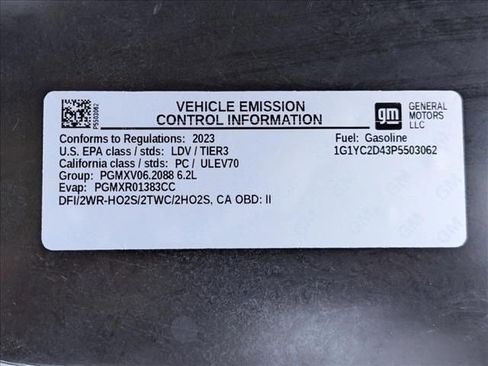 P5503062
VEHICLE EMISSION
CONTROL INFORMATION
gm
GENERAL
MOTORS
LLC
Conforms to Regulations: 2023
U.S. EPA class / stds: LDV / TIER3
California class / stds: PC / ULEV70
Group: PGMXV06.2088 6.2L
Evap: PGMXR01383CC
DFI/2WR-HO2S/2TWC/2HO2S, CA OBD: II
Fuel: Gasoline
1G1YC2D43P5503062